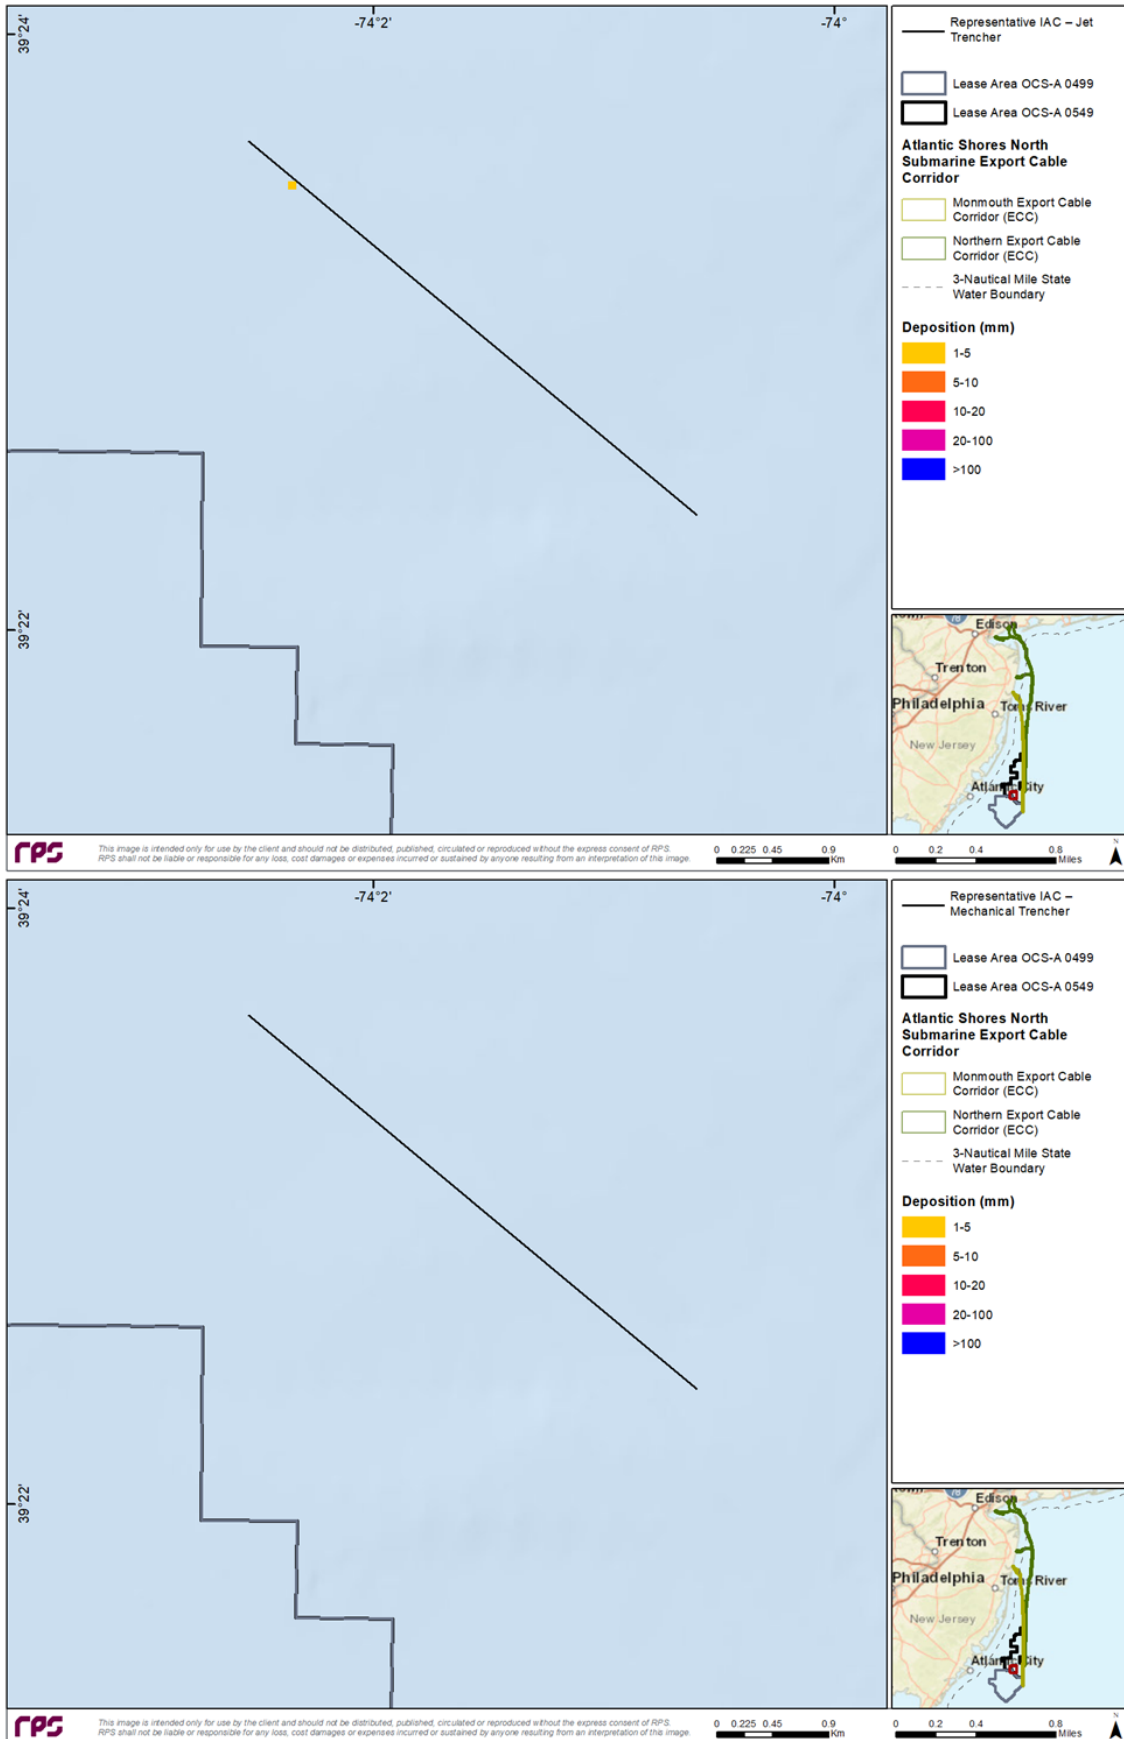 -74°2'
-74°
39°24'
39°22'
Representative IAC – Jet
Trencher
Lease Area OCS-A 0499
Lease Area OCS-A 0549
Atlantic Shores North
Submarine Export Cable
Corridor
Monmouth Export Cable
Corridor (ECC)
Northern Export Cable
Corridor (ECC)
3-Nautical Mile State
Water Boundary
Deposition (mm)
1-5
5-10
10-20
20-100
>100
78
Edison
Trenton
Philadelphia
Toms River
New Jersey
Atlantic City
rps
This image is intended only for use by the client and should not be distributed, published, circulated or reproduced without the express consent of RPS.
RPS shall not be liable or responsible for any loss, cost damages or expenses incurred or sustained by anyone resulting from an interpretation of this image.
0 0.225 0.45 0.9
Km
0 0.2 0.4 0.8
Miles
N
-74°2'
-74°
39°24'
39°22'
Representative IAC –
Mechanical Trencher
Lease Area OCS-A 0499
Lease Area OCS-A 0549
Atlantic Shores North
Submarine Export Cable
Corridor
Monmouth Export Cable
Corridor (ECC)
Northern Export Cable
Corridor (ECC)
3-Nautical Mile State
Water Boundary
Deposition (mm)
1-5
5-10
10-20
20-100
>100
78
Edison
Trenton
Philadelphia
Toms River
New Jersey
Atlantic City
rps
This image is intended only for use by the client and should not be distributed, published, circulated or reproduced without the express consent of RPS.
RPS shall not be liable or responsible for any loss, cost damages or expenses incurred or sustained by anyone resulting from an interpretation of this image.
0 0.225 0.45 0.9
Km
0 0.2 0.4 0.8
Miles
N